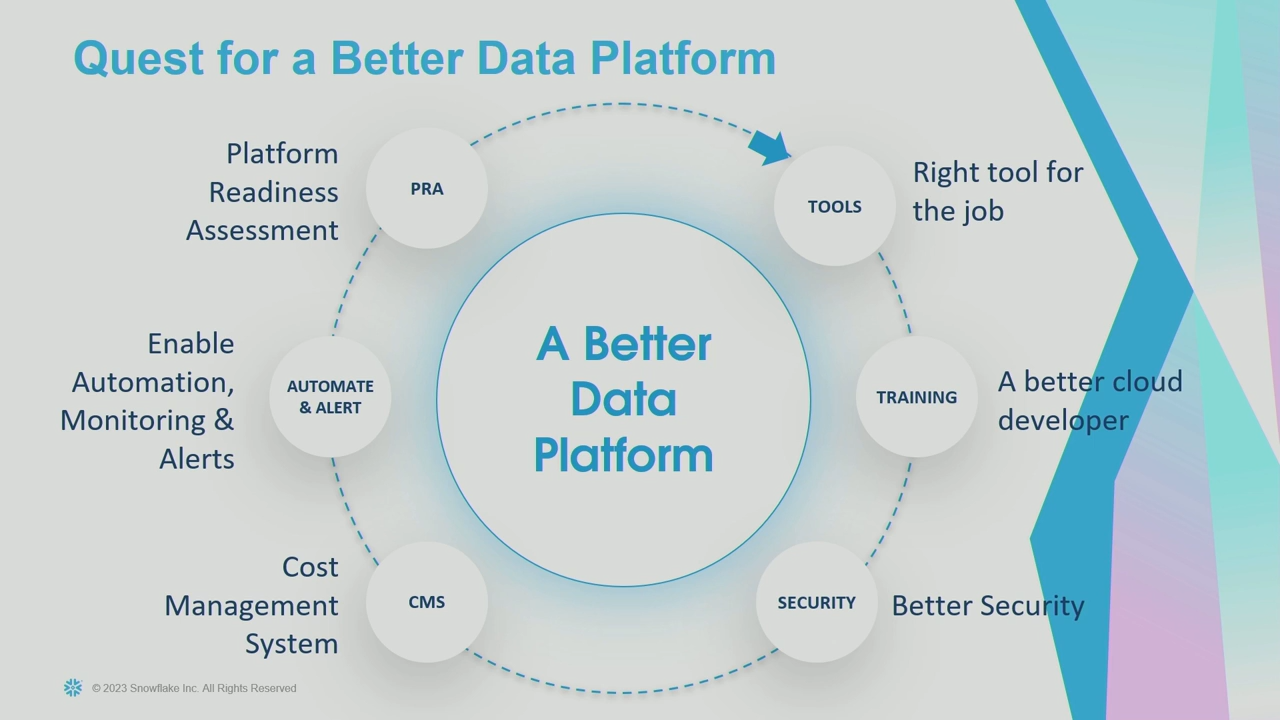 Quest for a Better Data Platform
Platform
Readiness
Assessment
PRA
TOOLS
Right tool for
the job
Enable
Automation,
Monitoring &
Alerts
AUTOMATE
& ALERT
A Better
Data
Platform
TRAINING
A better cloud
developer
Cost
Management
System
CMS
SECURITY
Better Security
© 2023 Snowflake Inc. All Rights Reserved